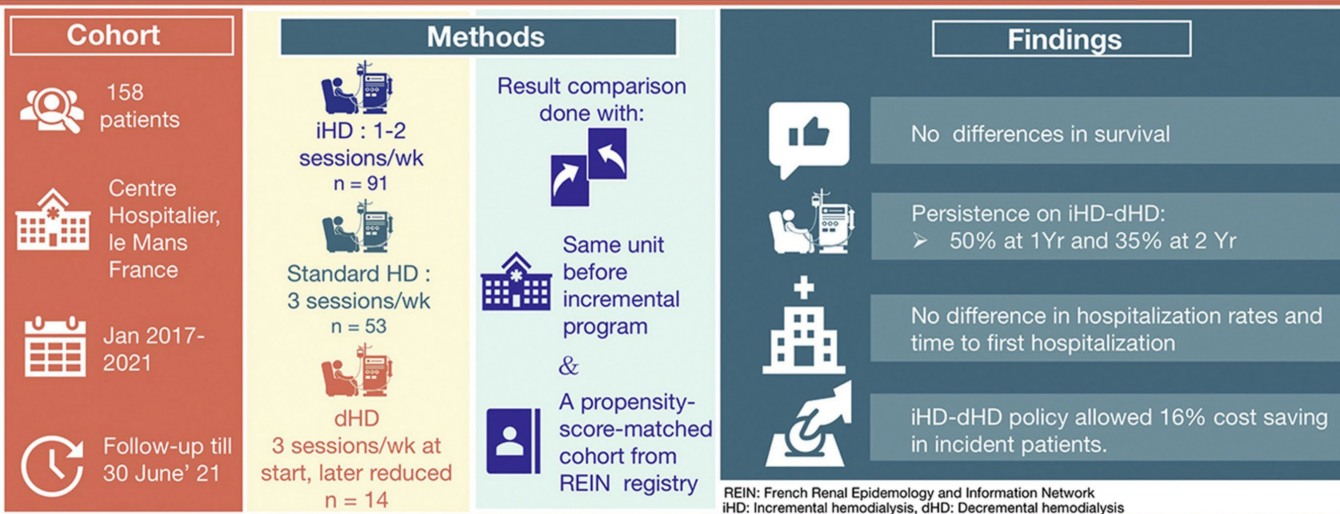 Cohort
158
patients
Centre
Hospitalier,
le Mans
France
Jan 2017-
2021
Follow-up till
30 June' 21
Methods
iHD : 1-2
sessions/wk
n = 91
Standard HD :
3 sessions/wk
n = 53
dHD
3 sessions/wk at
start, later reduced
n = 14
Result comparison
done with:
Same unit
before
incremental
program
&
A propensity-
score-matched
cohort from
REIN registry
Findings
No differences in survival
Persistence on iHD-dHD:
➢ 50% at 1Yr and 35% at 2 Yr
No difference in hospitalization rates and
time to first hospitalization
iHD-dHD policy allowed 16% cost saving
in incident patients.
REIN: French Renal Epidemology and Information Network
iHD: Incremental hemodialysis, dHD: Decremental hemodialysis